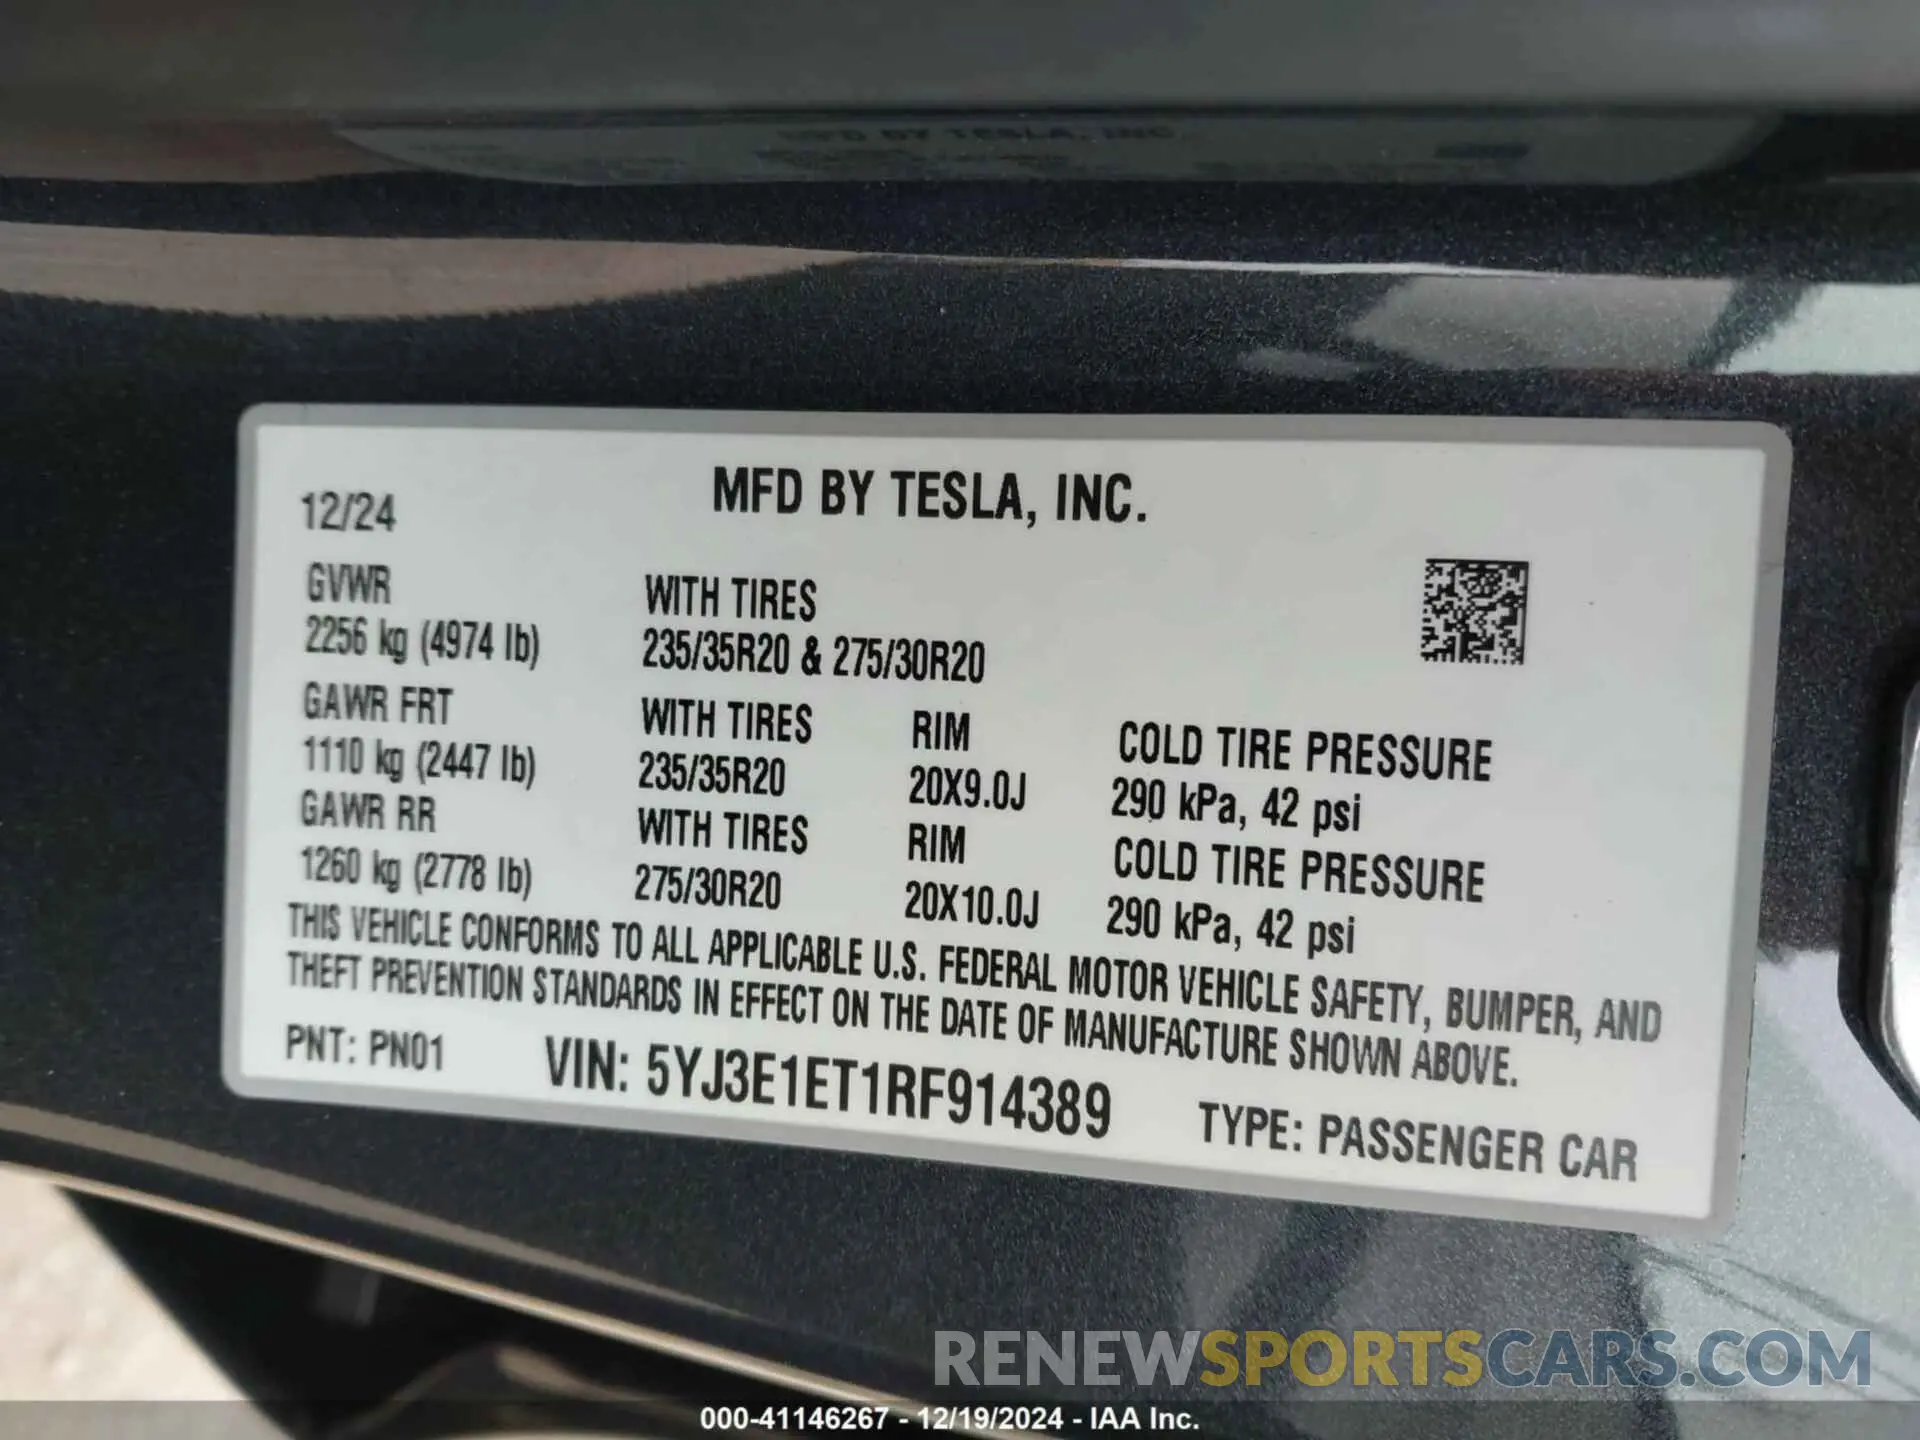 MFD BY TESLA, INC.
12/24
MFD BY TESLA, INC.
GVWR
WITH TIRES
2256 kg (4974 lb)
235/35R20 & 275/30R20
GAWR FRT
WITH TIRES RIM COLD TIRE PRESSURE
1110 kg (2447 lb)
235/35R20 20X9.0J 290 kPa, 42 psi
GAWR RR
WITH TIRES RIM COLD TIRE PRESSURE
1260 kg (2778 lb)
275/30R20 20X10.0J 290 kPa, 42 psi
THIS VEHICLE CONFORMS TO ALL APPLICABLE U.S. FEDERAL MOTOR VEHICLE SAFETY, BUMPER, AND
THEFT PREVENTION STANDARDS IN EFFECT ON THE DATE OF MANUFACTURE SHOWN ABOVE.
PNT: PN01 VIN: 5YJ3E1ET1RF914389 TYPE: PASSENGER CAR
RENEWSPORTSCARS.COM
000-41146267 - 12/19/2024 - IAA Inc.